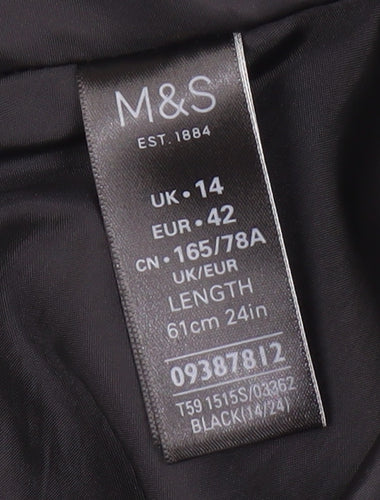 M&S
EST. 1884
UK • 14
EUR • 42
CN • 165/78A
UK/EUR
LENGTH
61cm 24in
09387812
T59 1515S/03362
BLACK(14/24)